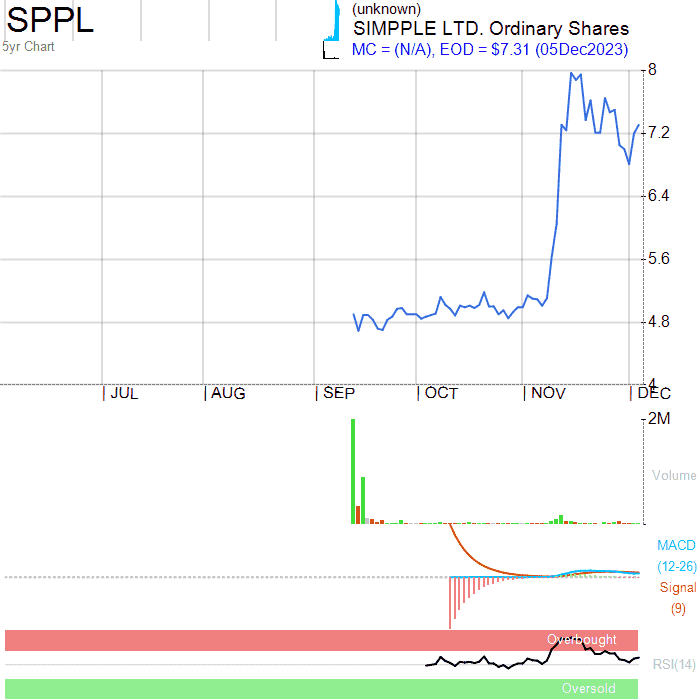 SPPL
(unknown)
SIMPPLE LTD. Ordinary Shares
5yr Chart
MC = (N/A), EOD = $7.31 (05Dec2023)
8
7.2
6.4
5.6
4.8
4
JUL AUG SEP OCT NOV DEC
2M
Volume
MACD
(12-26)
Signal
(9)
Overbought
RSI(14)
Oversold